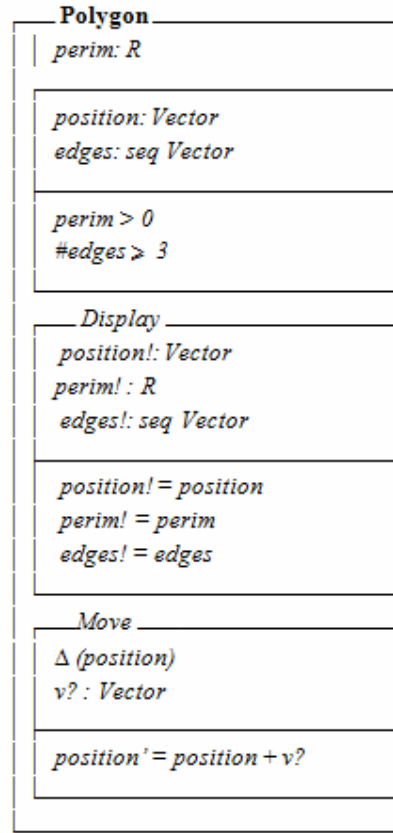 Polygon
perim: R
position: Vector
edges: seq Vector
perim > 0
#edges ⩾ 3
Display
position!: Vector
perim! : R
edges!: seq Vector
position! = position
perim! = perim
edges! = edges
Move
Δ (position)
v? : Vector
position’ = position + v?